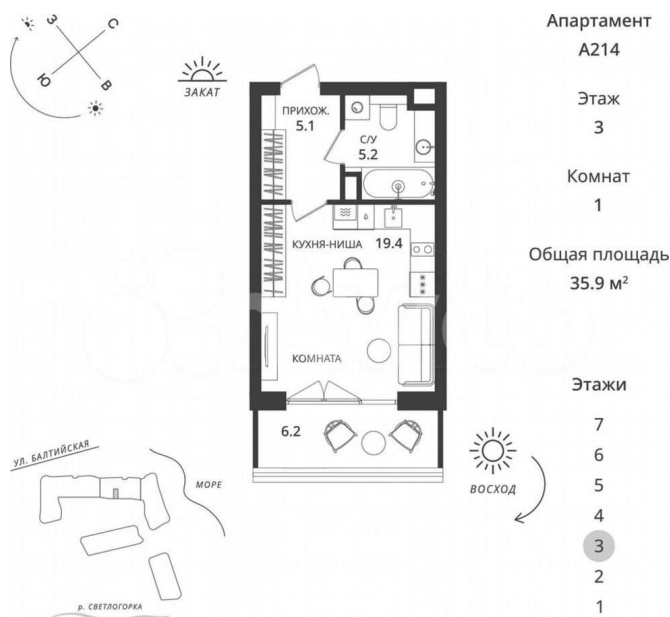 З
С
Ю
В
ЗАКАТ
ПРИХОЖ.
5.1
С/У
5.2
КУХНЯ-НИША 19.4
КОМНАТА
6.2
ВОСХОД
УЛ. БАЛТИЙСКАЯ
МОРЕ
р. СВЕТЛОГОРКА
Апартамент
А214
Этаж
3
Комнат
1
Общая площадь
35.9 м²
Этажи
7
6
5
4
3
2
1